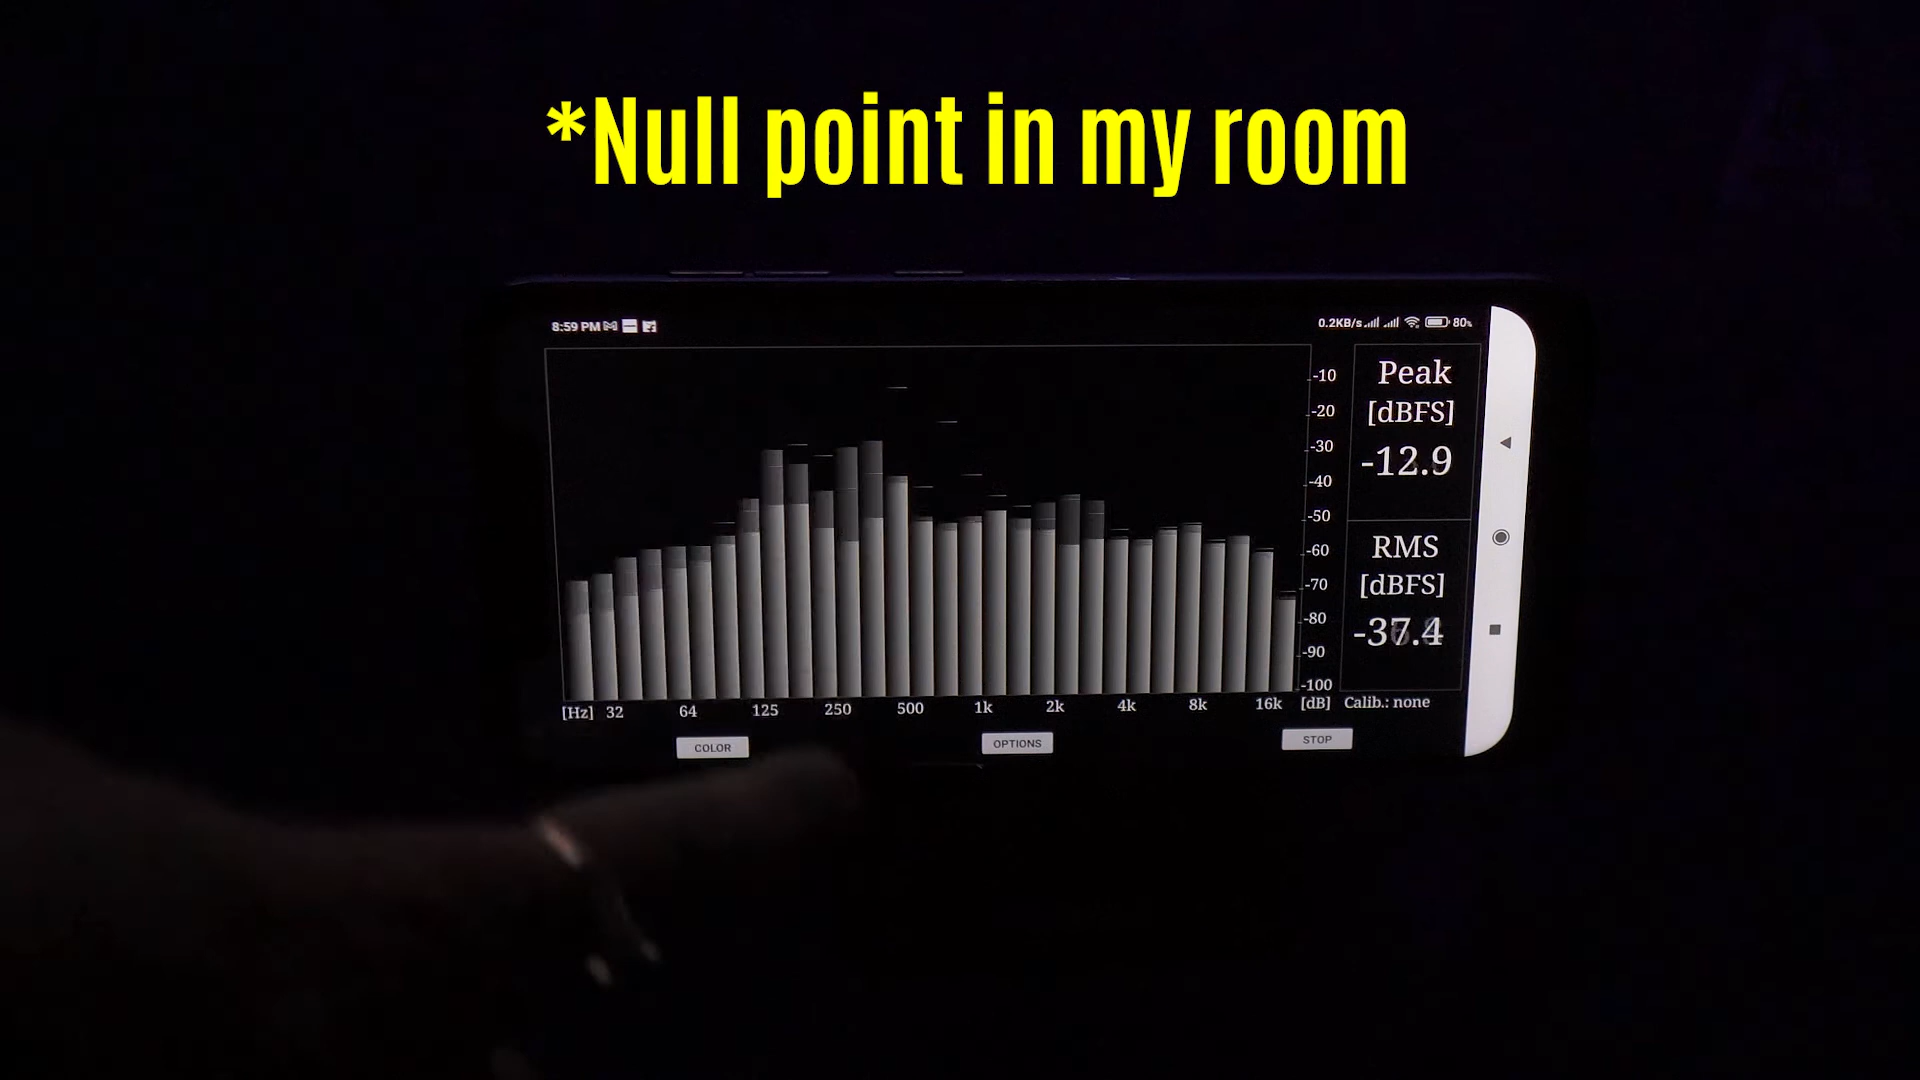 *Null point in my room
8:59 PM
0.2KB/s
80%
-10
-20
-30
-40
-50
-60
-70
-80
-90
-100
Peak
[dBFS]
-12.9
RMS
[dBFS]
-37.4
[Hz] 32 64 125 250 500 1k 2k 4k 8k 16k [dB] Calib.: none
COLOR OPTIONS STOP